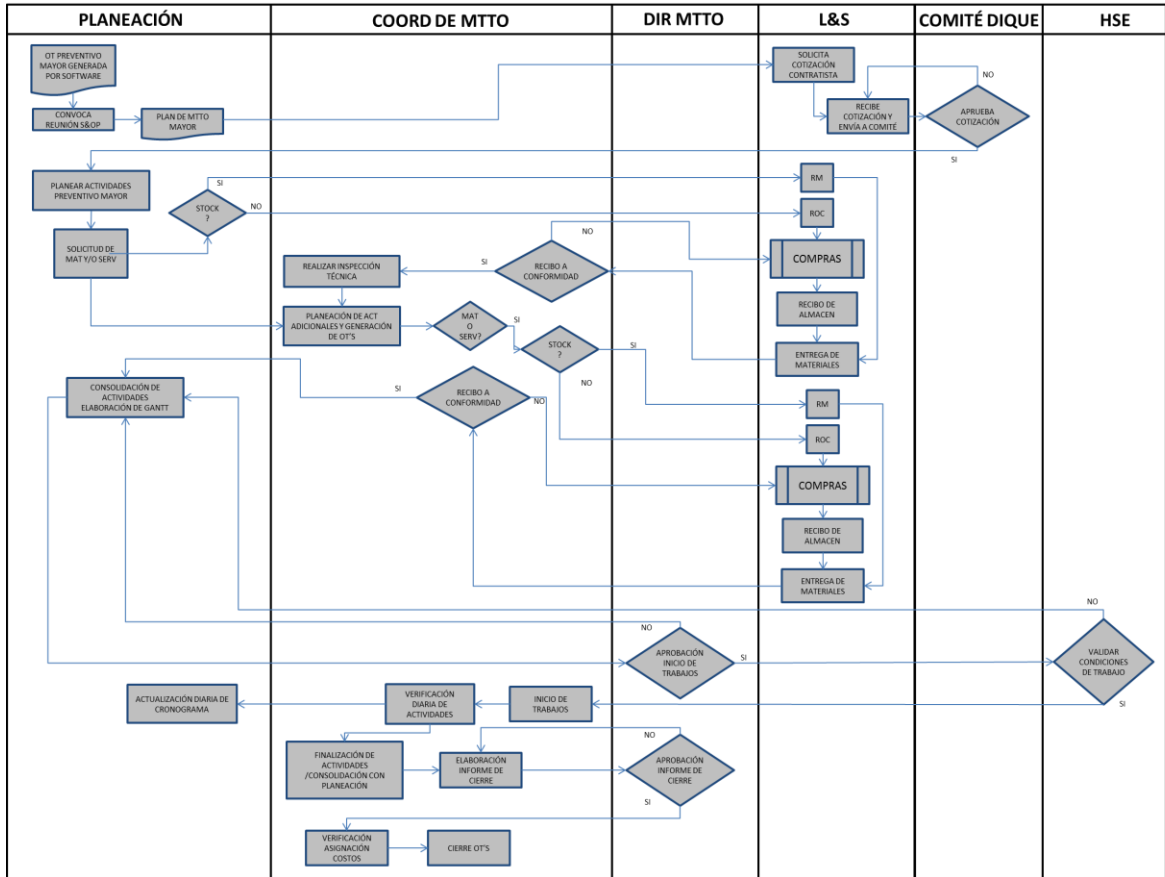 PLANEACIÓN
COORD DE MTTO
DIR MTTO
L&S
COMITÉ DIQUE
HSE
OT PREVENTIVO
MAYOR GENERADA
POR SOFTWARE
CONVOCA
REUNIÓN S&OP
PLAN DE MTTO
MAYOR
SOLICITA
COTIZACIÓN
CONTRATISTA
RECIBE
COTIZACIÓN Y
ENVÍA A COMITÉ
NO
APRUEBA
COTIZACIÓN
SI
PLANEAR ACTIVIDADES
PREVENTIVO MAYOR
SOLICITUD DE
MAT Y/O SERV
STOCK
?
SI
NO
RM
ROC
COMPRAS
RECIBO DE
ALMACEN
ENTREGA DE
MATERIALES
NO
RECIBO A
CONFORMIDAD
SI
REALIZAR INSPECCIÓN
TÉCNICA
PLANEACIÓN DE ACT
ADICIONALES Y GENERACIÓN
DE OT'S
MAT
O
SERV?
SI
STOCK
?
SI
NO
RM
ROC
COMPRAS
RECIBO DE
ALMACEN
ENTREGA DE
MATERIALES
RECIBO A
CONFORMIDAD
SI
NO
CONSOLIDACIÓN DE
ACTIVIDADES
ELABORACIÓN DE GANTT
NO
APROBACIÓN
INICIO DE
TRABAJOS
SI
NO
VALIDAR
CONDICIONES
DE TRABAJO
SI
INICIO DE
TRABAJOS
VERIFICACIÓN
DIARIA DE
ACTIVIDADES
ACTUALIZACIÓN DIARIA DE
CRONOGRAMA
FINALIZACIÓN DE
ACTIVIDADES
/CONSOLIDACIÓN CON
PLANEACIÓN
ELABORACIÓN
INFORME DE
CIERRE
NO
APROBACIÓN
INFORME DE
CIERRE
SI
VERIFICACIÓN
ASIGNACIÓN
COSTOS
CIERRE OT'S